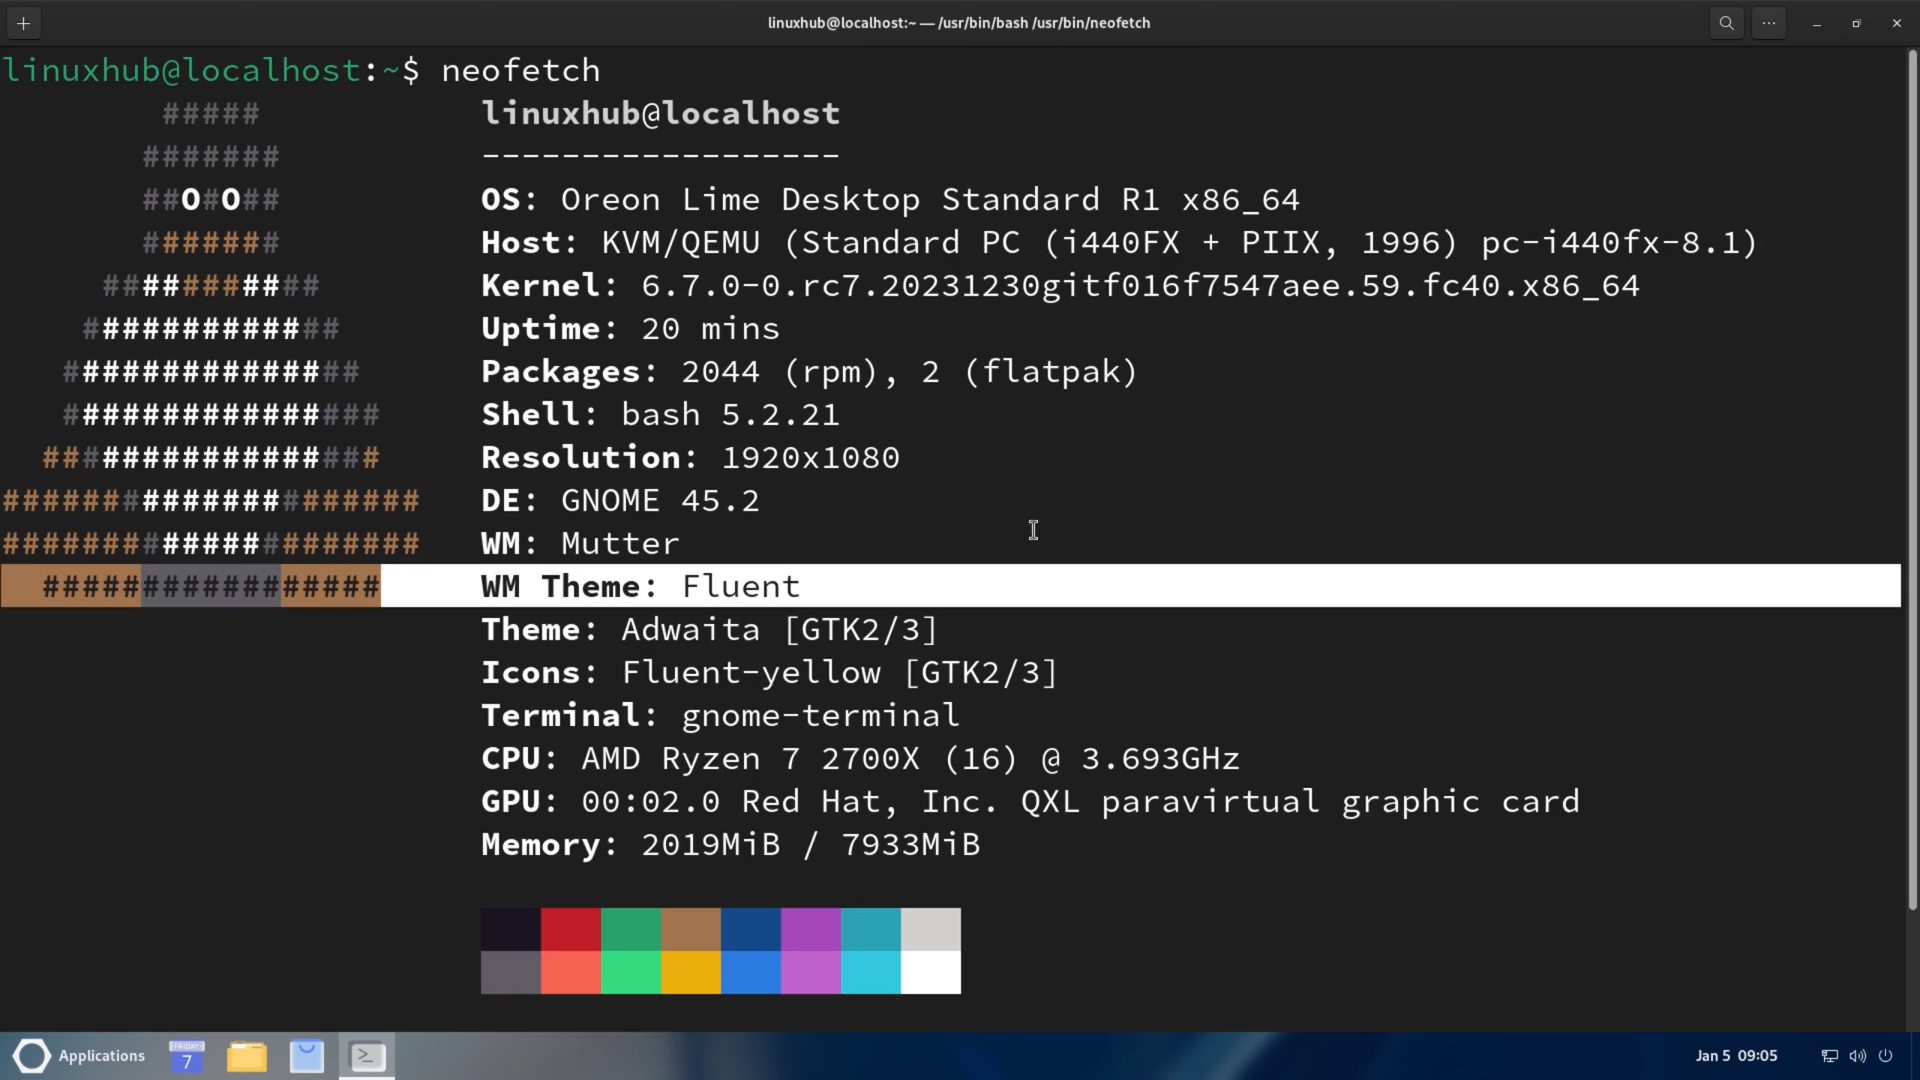 linuxhub@localhost:~ — /usr/bin/bash /usr/bin/neofetch
linuxhub@localhost:~$ neofetch
##### linuxhub@localhost
####### ------------------
##O#O## OS: Oreon Lime Desktop Standard R1 x86_64
####### Host: KVM/QEMU (Standard PC (i440FX + PIIX, 1996) pc-i440fx-8.1)
########### Kernel: 6.7.0-0.rc7.20231230gitf016f7547aee.59.fc40.x86_64
############# Uptime: 20 mins
############### Packages: 2044 (rpm), 2 (flatpak)
################ Shell: bash 5.2.21
################# Resolution: 1920x1080
##################### DE: GNOME 45.2
##################### WM: Mutter
################# WM Theme: Fluent
Theme: Adwaita [GTK2/3]
Icons: Fluent-yellow [GTK2/3]
Terminal: gnome-terminal
CPU: AMD Ryzen 7 2700X (16) @ 3.693GHz
GPU: 00:02.0 Red Hat, Inc. QXL paravirtual graphic card
Memory: 2019MiB / 7933MiB
Applications
FRIDAY
7
Jan 5 09:05